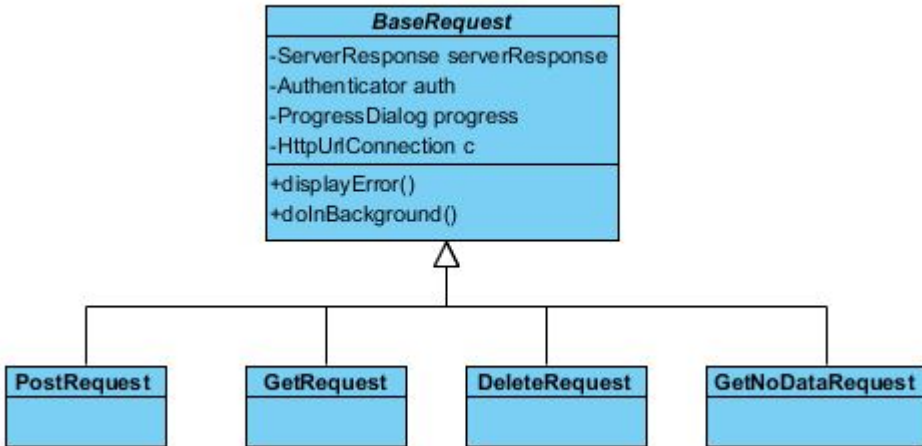 BaseRequest
-ServerResponse serverResponse
-Authenticator auth
-ProgressDialog progress
-HttpUrlConnection c
+displayError()
+doInBackground()
PostRequest
GetRequest
DeleteRequest
GetNoDataRequest